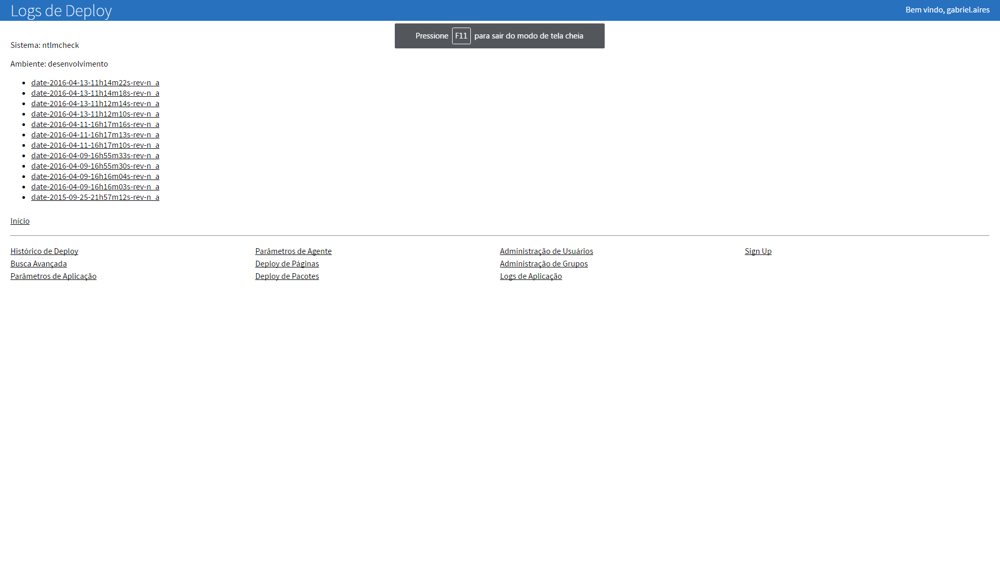 Logs de Deploy
Bem vindo, gabriel.aires
Pressione F11 para sair do modo de tela cheia
Sistema: ntlmcheck
Ambiente: desenvolvimento
date-2016-04-13-11h14m22s-rev-n_a
date-2016-04-13-11h14m18s-rev-n_a
date-2016-04-13-11h12m14s-rev-n_a
date-2016-04-13-11h12m10s-rev-n_a
date-2016-04-11-16h17m16s-rev-n_a
date-2016-04-11-16h17m13s-rev-n_a
date-2016-04-11-16h17m10s-rev-n_a
date-2016-04-09-16h55m33s-rev-n_a
date-2016-04-09-16h55m30s-rev-n_a
date-2016-04-09-16h16m04s-rev-n_a
date-2016-04-09-16h16m03s-rev-n_a
date-2015-09-25-21h57m12s-rev-n_a
Início
Histórico de Deploy
Busca Avançada
Parâmetros de Aplicação
Parâmetros de Agente
Deploy de Páginas
Deploy de Pacotes
Administração de Usuários
Administração de Grupos
Logs de Aplicação
Sign Up